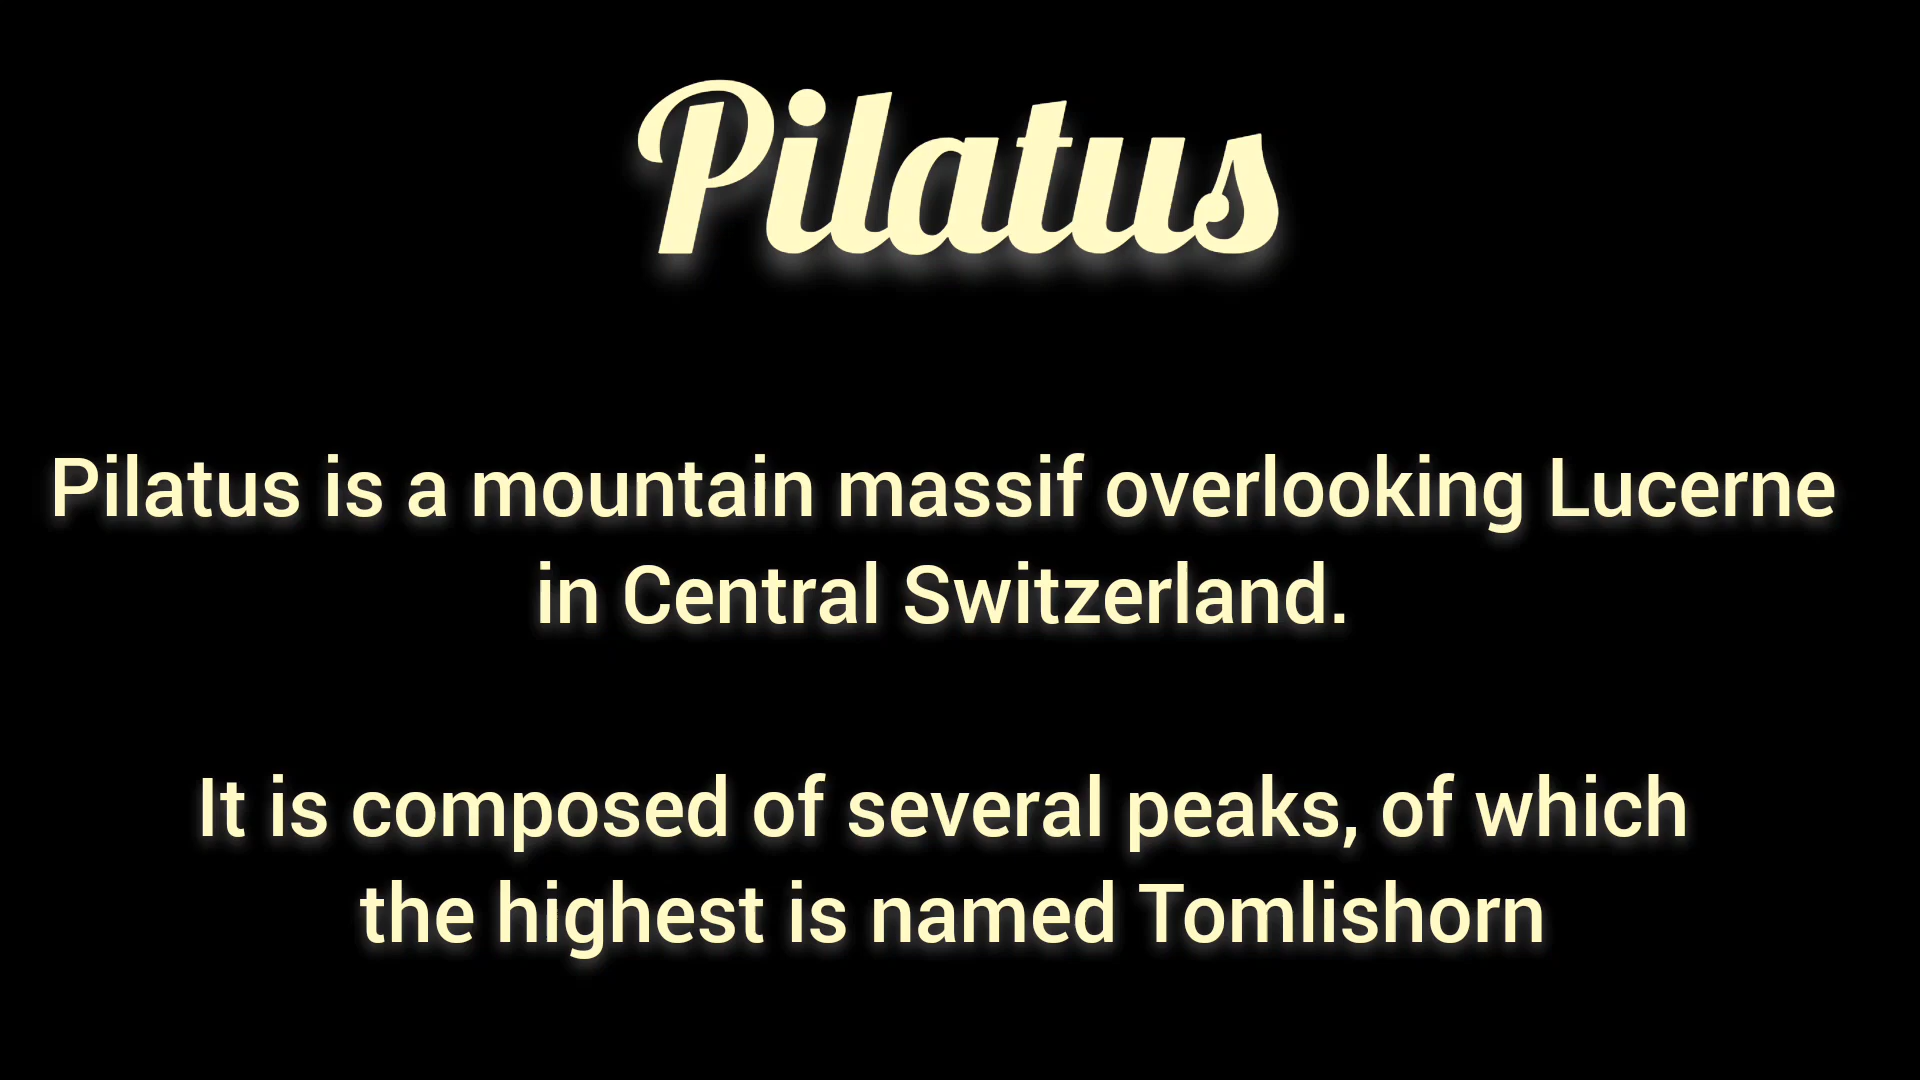 Pilatus
Pilatus is a mountain massif overlooking Lucerne
in Central Switzerland.
It is composed of several peaks, of which
the highest is named Tomlishorn